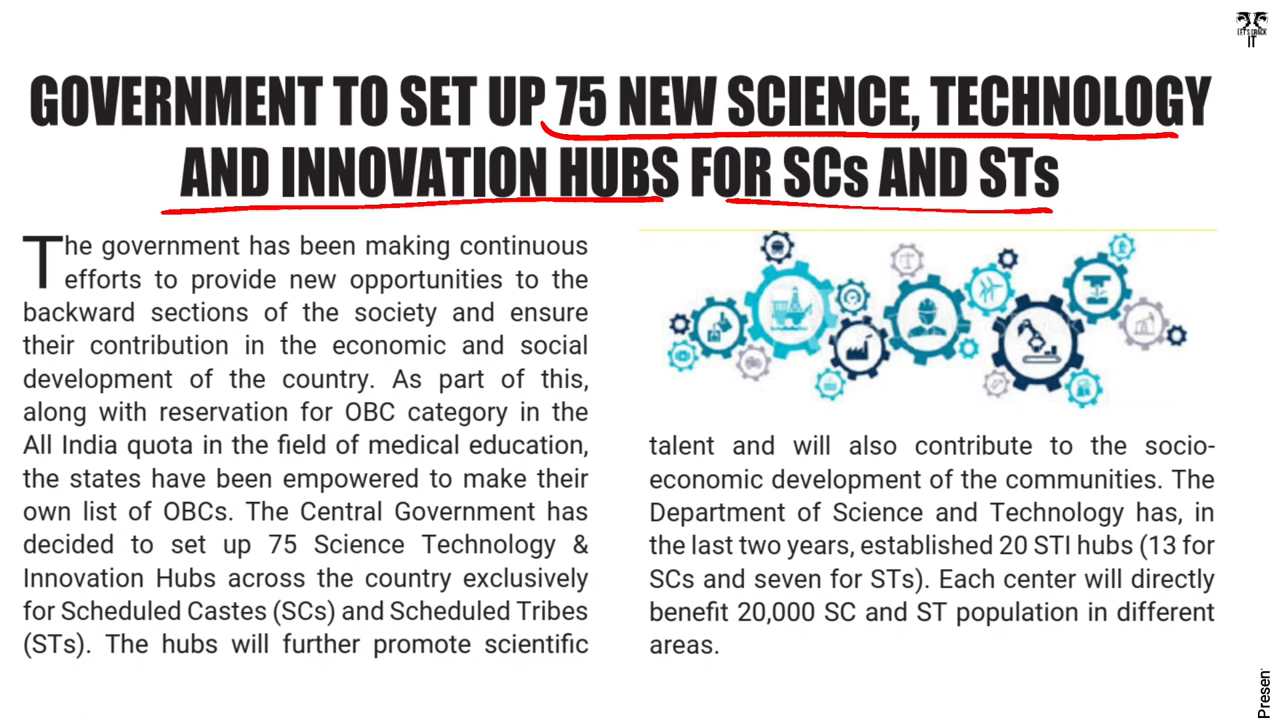 LET'S CRACK
IT
GOVERNMENT TO SET UP 75 NEW SCIENCE, TECHNOLOGY
AND INNOVATION HUBS FOR SCs AND STs
The government has been making continuous
efforts to provide new opportunities to the
backward sections of the society and ensure
their contribution in the economic and social
development of the country. As part of this,
along with reservation for OBC category in the
All India quota in the field of medical education,
the states have been empowered to make their
own list of OBCs. The Central Government has
decided to set up 75 Science Technology &
Innovation Hubs across the country exclusively
for Scheduled Castes (SCs) and Scheduled Tribes
(STs). The hubs will further promote scientific
talent and will also contribute to the socio-
economic development of the communities. The
Department of Science and Technology has, in
the last two years, established 20 STI hubs (13 for
SCs and seven for STs). Each center will directly
benefit 20,000 SC and ST population in different
areas.
Presen